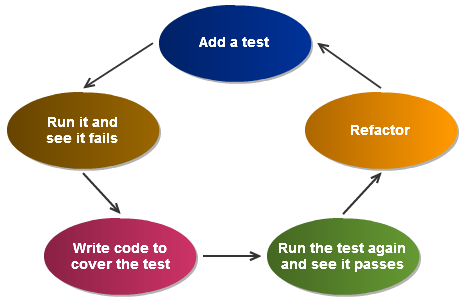 Add a test
Run it and
see it fails
Refactor
Write code to
cover the test
Run the test again
and see it passes